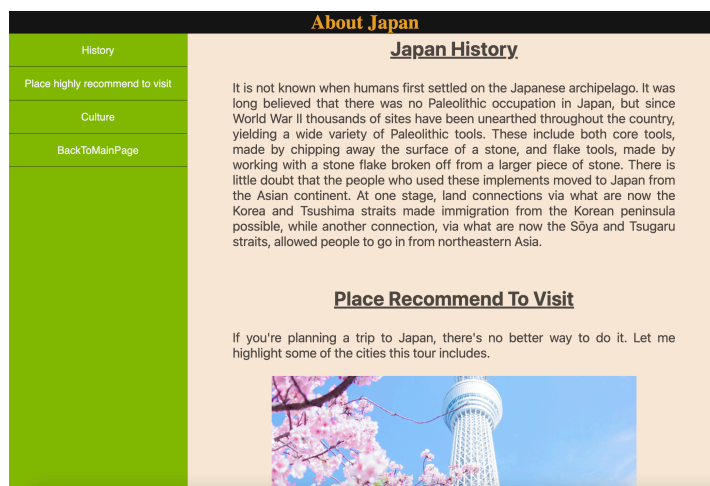 About Japan
History
Place highly recommend to visit
Culture
BackToMainPage
Japan History
It is not known when humans first settled on the Japanese archipelago. It was
long believed that there was no Paleolithic occupation in Japan, but since
World War II thousands of sites have been unearthed throughout the country,
yielding a wide variety of Paleolithic tools. These include both core tools,
made by chipping away the surface of a stone, and flake tools, made by
working with a stone flake broken off from a larger piece of stone. There is
little doubt that the people who used these implements moved to Japan from
the Asian continent. At one stage, land connections via what are now the
Korea and Tsushima straits made immigration from the Korean peninsula
possible, while another connection, via what are now the Sōya and Tsugaru
straits, allowed people to go in from northeastern Asia.
Place Recommend To Visit
If you're planning a trip to Japan, there's no better way to do it. Let me
highlight some of the cities this tour includes.